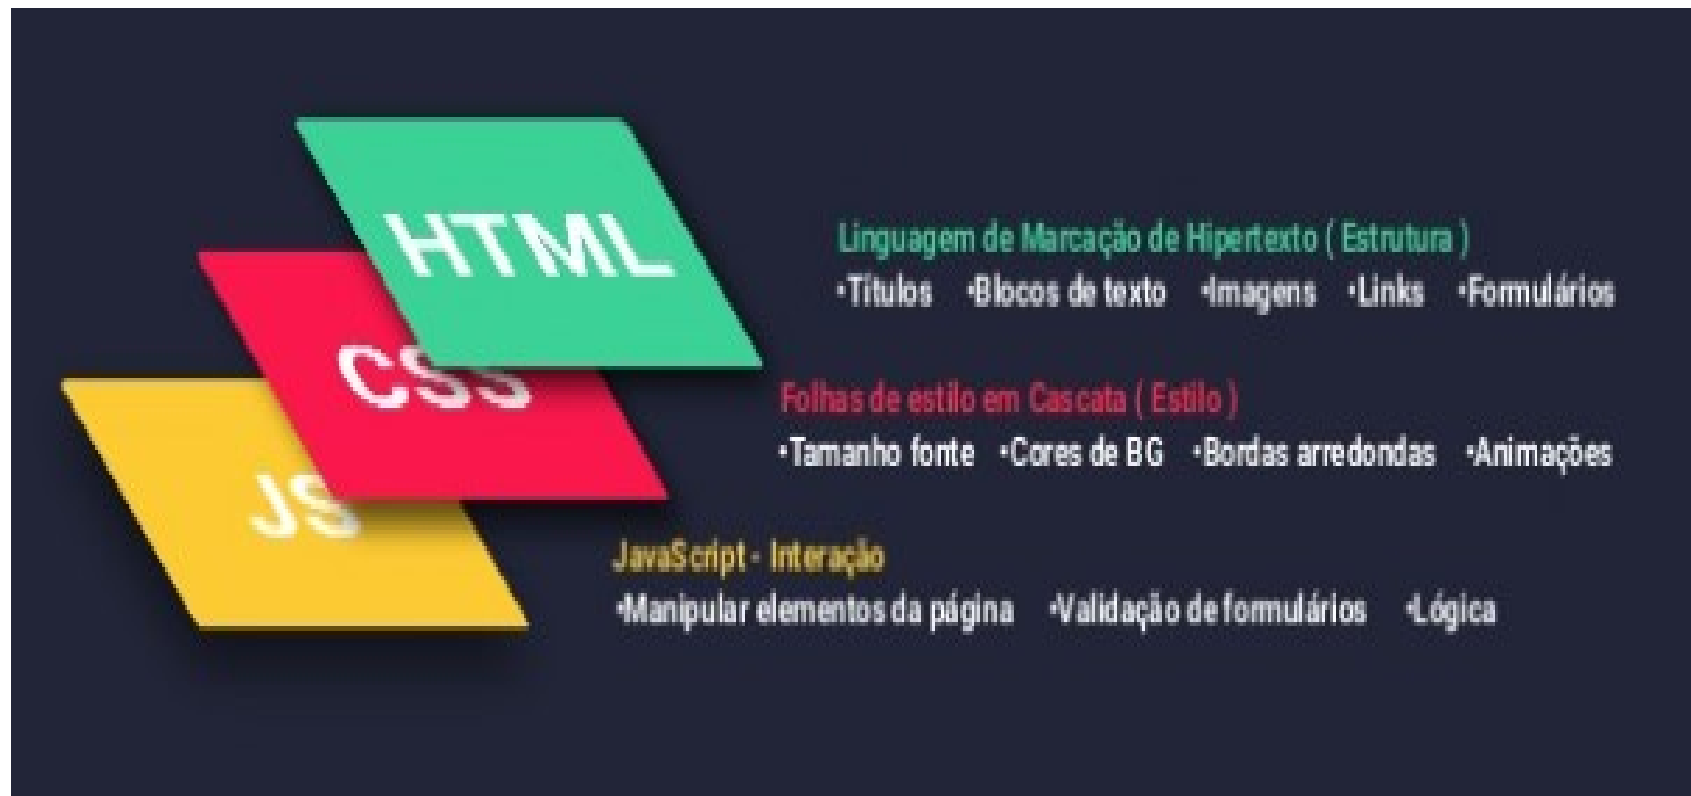 HTML
Linguagem de Marcação de Hipertexto ( Estrutura )
•Títulos •Blocos de texto •Imagens •Links •Formulários
CSS
Folhas de estilo em Cascata ( Estilo )
•Tamanho fonte •Cores de BG •Bordas arredondas •Animações
JS
JavaScript - Interação
•Manipular elementos da página •Validação de formulários •Lógica